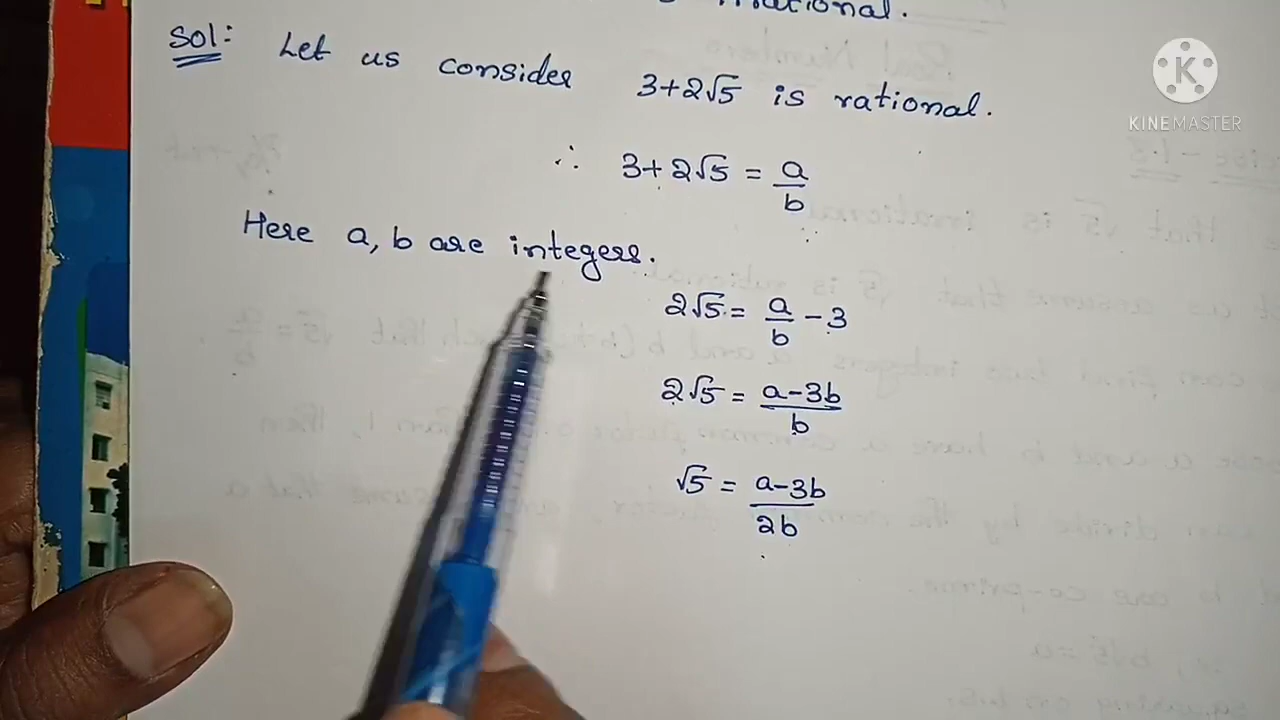 irrational.
Sol: Let us consider 3+2√5 is rational.
∴ 3+2√5 = a/b
Here a, b are integers.
2√5 = a/b - 3
2√5 = a-3b/b
√5 = a-3b/2b
KINEMASTER